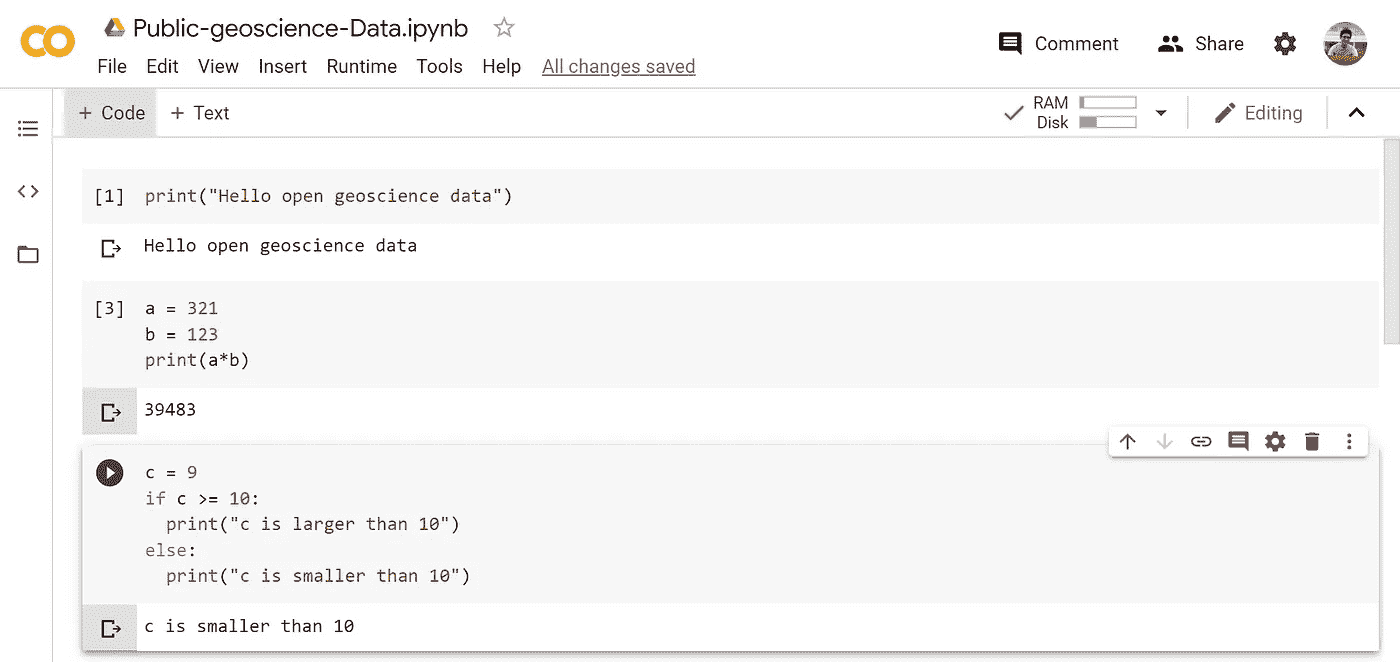 Public-geoscience-Data.ipynb
Comment
Share
File Edit View Insert Runtime Tools Help All changes saved
+ Code + Text
RAM
Disk
Editing
[1] print("Hello open geoscience data")
Hello open geoscience data
[3] a = 321
b = 123
print(a*b)
39483
c = 9
if c >= 10:
  print("c is larger than 10")
else:
  print("c is smaller than 10")
c is smaller than 10